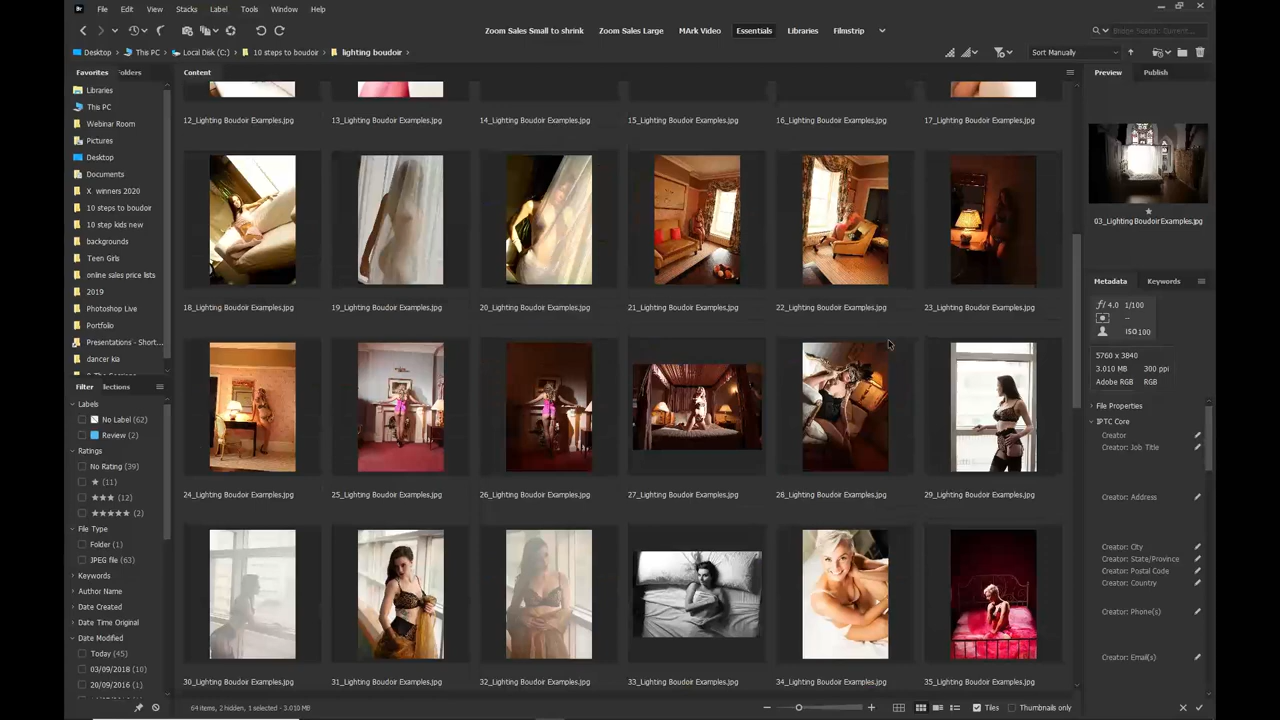 Br File Edit View Stacks Label Tools Window Help
Zoom Sales Small to shrink Zoom Sales Large MArk Video Essentials Libraries Filmstrip
Desktop This PC Local Disk (C:) 10 steps to boudoir lighting boudoir Sort Manually
Favorites Folders Content Preview Publish
Libraries
This PC
Webinar Room
Pictures
Desktop
Documents
X winners 2020
10 steps to boudoir
10 step kids new
backgrounds
Teen Girls
online sales price lists
2019
Photoshop Live
Portfolio
Presentations - Short...
dancer kia
Filter
Labels
No Label (62)
Review (2)
Ratings
No Rating (39)
★ (11)
★★★ (12)
★★★★★ (2)
File Type
Folder (1)
JPEG file (63)
Keywords
Author Name
Date Created
Date Time Original
Date Modified
Today (45)
03/09/2018 (10)
20/09/2016 (1)
12_Lighting Boudoir Examples.jpg 13_Lighting Boudoir Examples.jpg 14_Lighting Boudoir Examples.jpg 15_Lighting Boudoir Examples.jpg 16_Lighting Boudoir Examples.jpg 17_Lighting Boudoir Examples.jpg
18_Lighting Boudoir Examples.jpg 19_Lighting Boudoir Examples.jpg 20_Lighting Boudoir Examples.jpg 21_Lighting Boudoir Examples.jpg 22_Lighting Boudoir Examples.jpg 23_Lighting Boudoir Examples.jpg
24_Lighting Boudoir Examples.jpg 25_Lighting Boudoir Examples.jpg 26_Lighting Boudoir Examples.jpg 27_Lighting Boudoir Examples.jpg 28_Lighting Boudoir Examples.jpg 29_Lighting Boudoir Examples.jpg
30_Lighting Boudoir Examples.jpg 31_Lighting Boudoir Examples.jpg 32_Lighting Boudoir Examples.jpg 33_Lighting Boudoir Examples.jpg 34_Lighting Boudoir Examples.jpg 35_Lighting Boudoir Examples.jpg
64 items, 2 hidden, 1 selected - 3.010 MB
Tiles Thumbnails only
03_Lighting Boudoir Examples.jpg
Metadata Keywords
f/ 4.0 1/100
--
ISO 100
5760 x 3840
3.010 MB 300 ppi
Adobe RGB RGB
File Properties
IPTC Core
Creator
Creator: Job Title
Creator: Address
Creator: City
Creator: State/Province
Creator: Postal Code
Creator: Country
Creator: Phone(s)
Creator: Email(s)